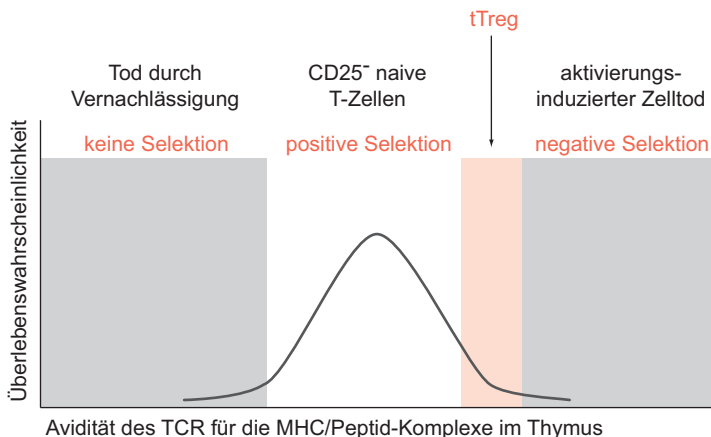 tTreg
Tod durch
Vernachlässigung
CD25⁻ naive
T-Zellen
aktivierungs-
induzierter Zelltod
keine Selektion
positive Selektion
negative Selektion
Überlebenswahrscheinlichkeit
Avidität des TCR für die MHC/Peptid-Komplexe im Thymus